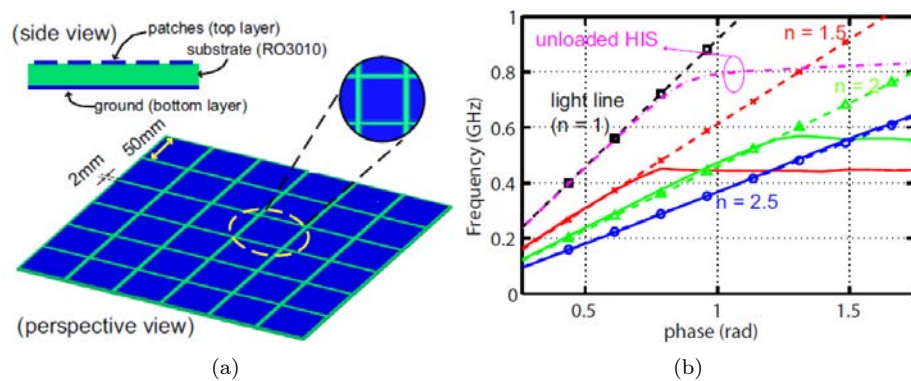 (side view)
patches (top layer)
substrate (RO3010)
ground (bottom layer)
50mm
2mm
(perspective view)
(a)
Frequency (GHz)
1
0.8
0.6
0.4
0.2
0
unloaded HIS
n = 1.5
light line
(n = 1)
n = 2
n = 2.5
0.5
1
1.5
phase (rad)
(b)